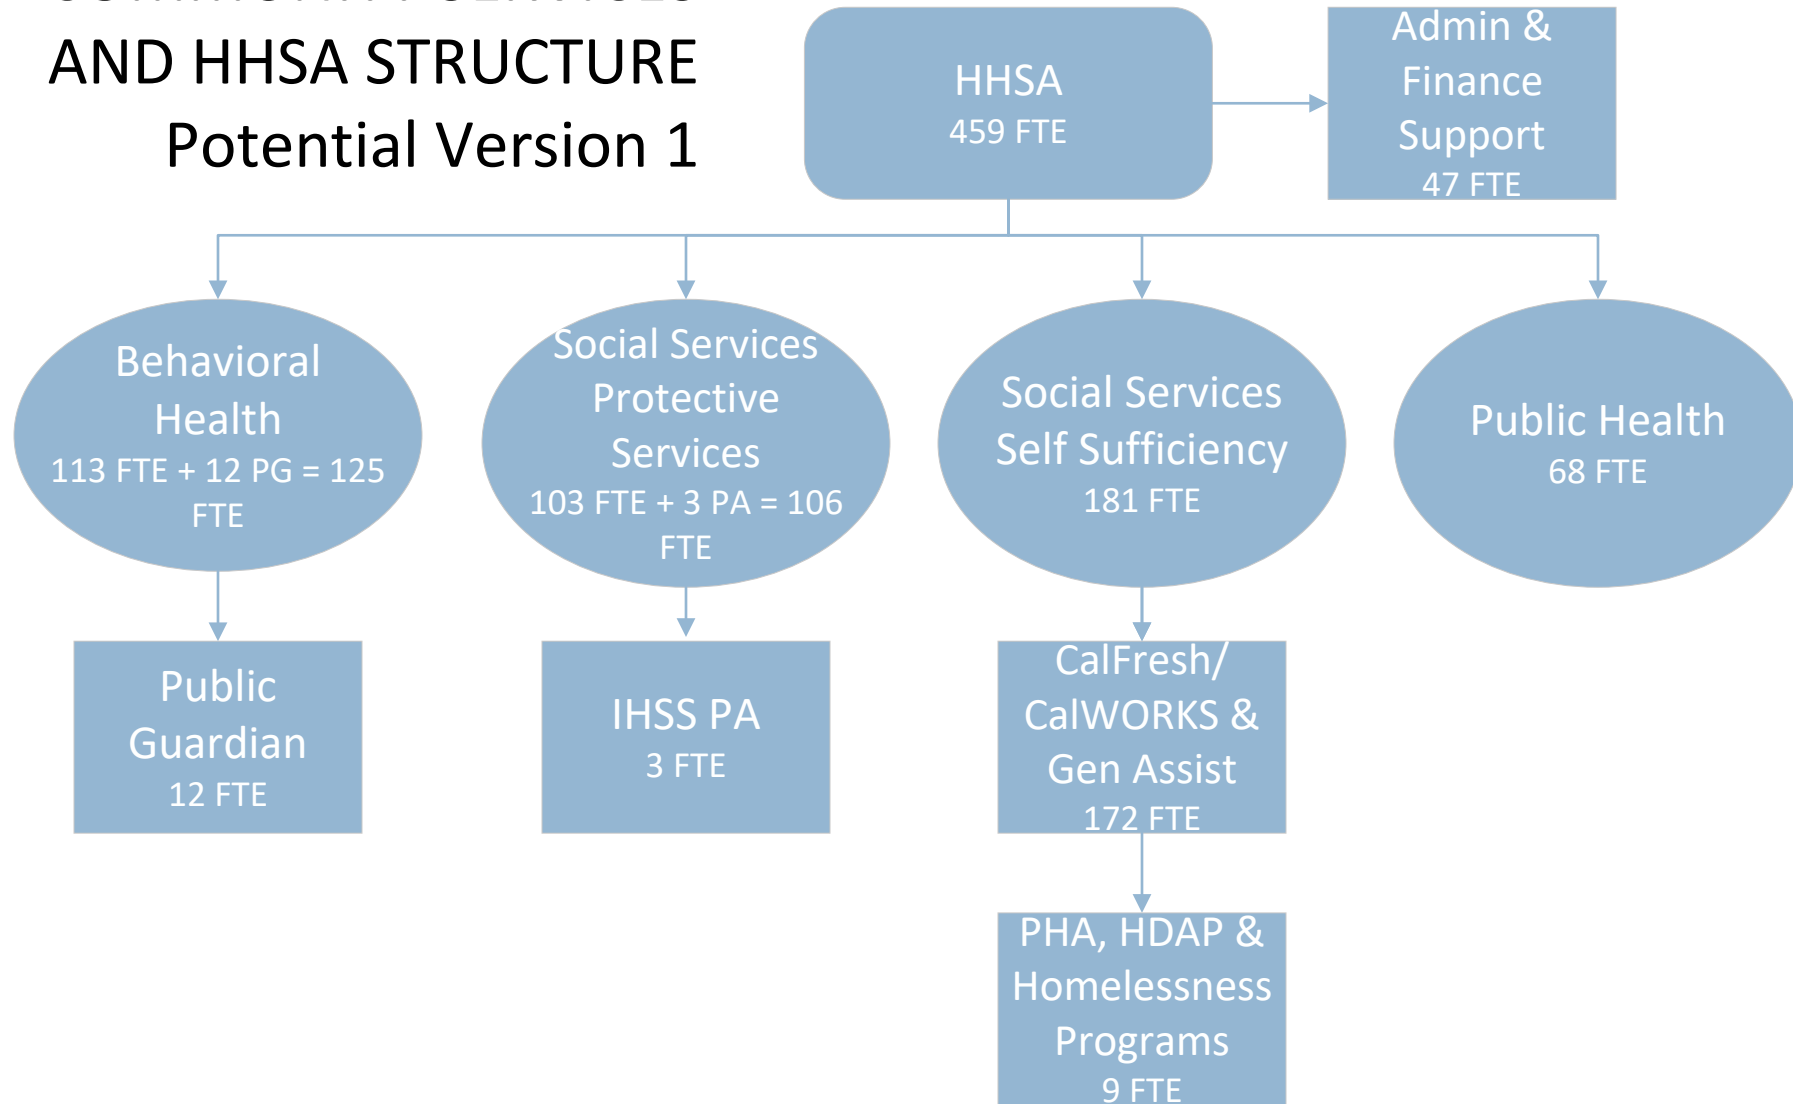 AND HHSA STRUCTURE
Potential Version 1
HHSA
459 FTE
Admin &
Finance
Support
47 FTE
Behavioral
Health
113 FTE + 12 PG = 125
FTE
Social Services
Protective
Services
103 FTE + 3 PA = 106
FTE
Social Services
Self Sufficiency
181 FTE
Public Health
68 FTE
Public
Guardian
12 FTE
IHSS PA
3 FTE
CalFresh/
CalWORKS &
Gen Assist
172 FTE
PHA, HDAP &
Homelessness
Programs
9 FTE